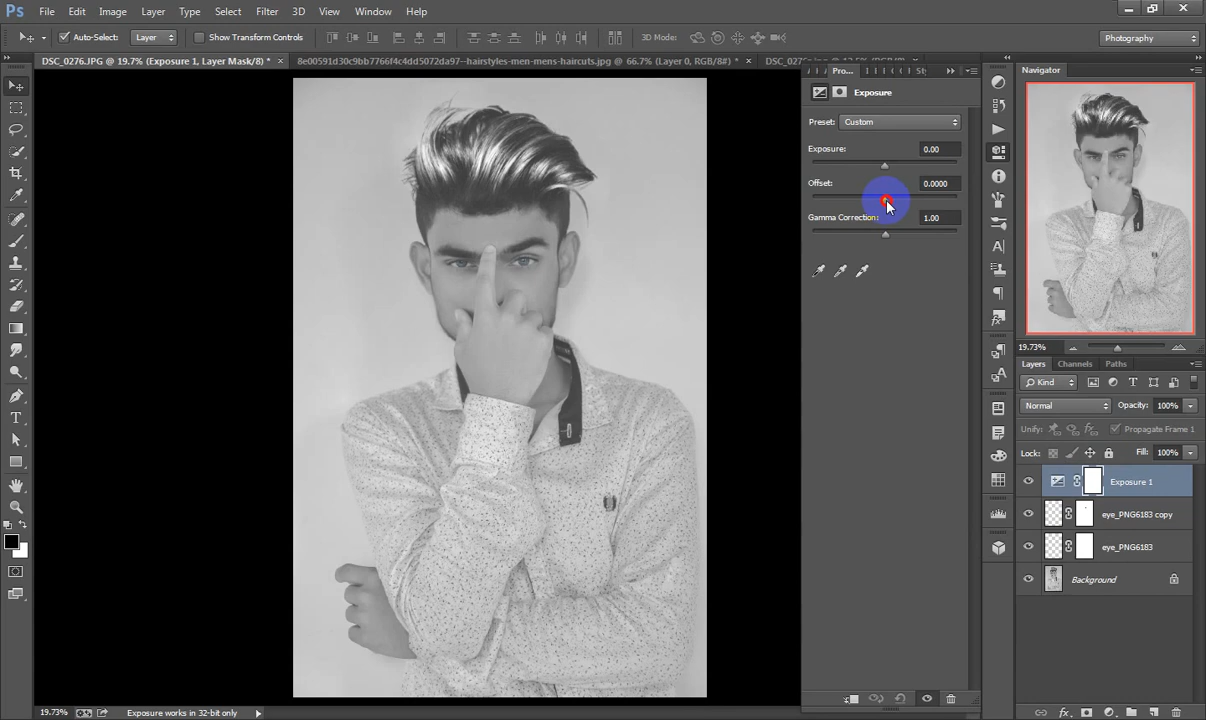 Ps File Edit Image Layer Type Select Filter 3D View Window Help
Auto-Select: Layer Show Transform Controls 3D Mode: Photography
DSC_0276.JPG @ 19.7% (Exposure 1, Layer Mask/8) * × 8e00591d30c9bb7766f4c4dd5072da97--hairstyles-men-mens-haircuts.jpg @ 66.7% (Layer 0, RGB/8#) * ×
Pro...
Navigator
Exposure
Preset: Custom
Exposure: 0.00
Offset: 0.0000
Gamma Correction: 1.00
19.73%
Layers Channels Paths
Kind
Normal Opacity: 100%
Unify: Propagate Frame 1
Lock: Fill: 100%
Exposure 1
eye_PNG6183 copy
eye_PNG6183
Background
19.73% Exposure works in 32-bit only